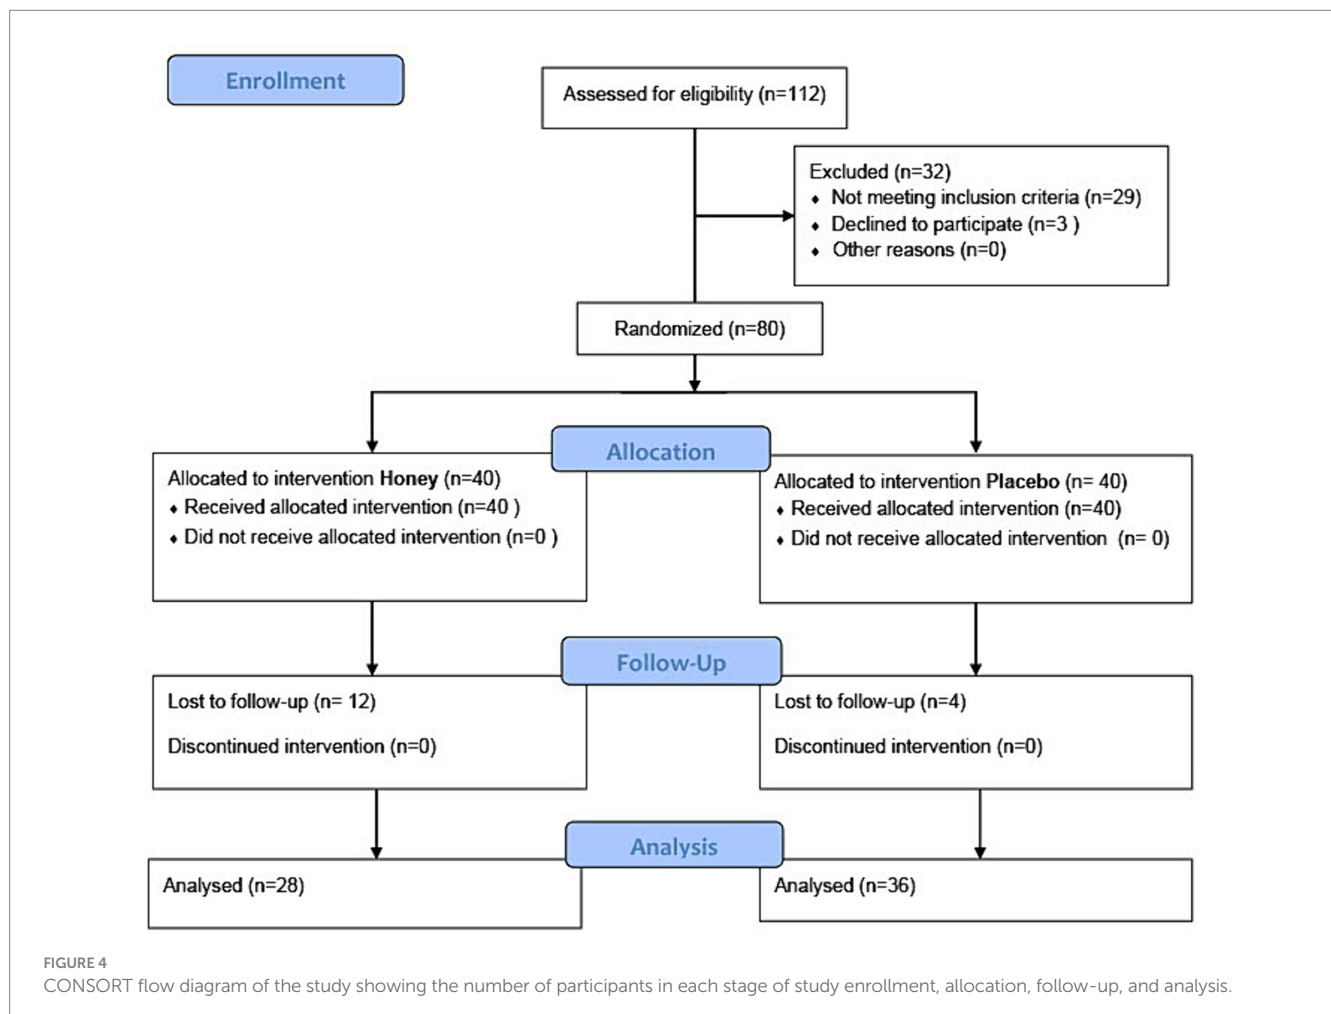 Enrollment
Assessed for eligibility (n=112)
Excluded (n=32)
♦ Not meeting inclusion criteria (n=29)
♦ Declined to participate (n=3 )
♦ Other reasons (n=0)
Randomized (n=80)
Allocation
Allocated to intervention Honey (n=40)
♦ Received allocated intervention (n=40 )
♦ Did not receive allocated intervention (n=0 )
Allocated to intervention Placebo (n= 40)
♦ Received allocated intervention (n=40)
♦ Did not receive allocated intervention (n= 0)
Follow-Up
Lost to follow-up (n= 12)
Discontinued intervention (n=0)
Lost to follow-up (n=4)
Discontinued intervention (n=0)
Analysis
Analysed (n=28)
Analysed (n=36)
FIGURE 4
CONSORT flow diagram of the study showing the number of participants in each stage of study enrollment, allocation, follow-up, and analysis.